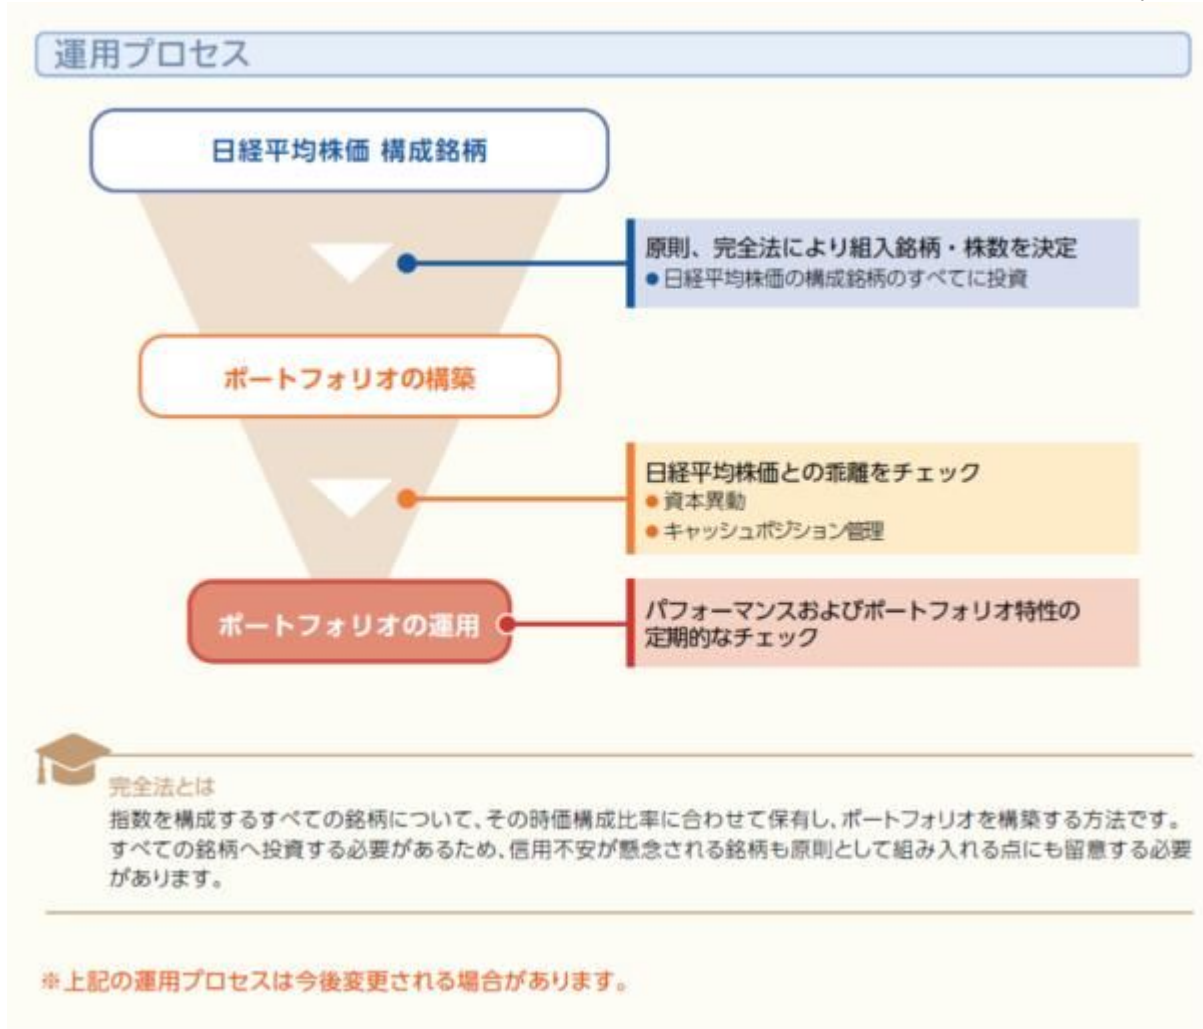 運用プロセス
日経平均株価 構成銘柄
原則、完全法により組入銘柄・株数を決定
●日経平均株価の構成銘柄のすべてに投資
ポートフォリオの構築
日経平均株価との乖離をチェック
●資本異動
●キャッシュポジション管理
ポートフォリオの運用
パフォーマンスおよびポートフォリオ特性の
定期的なチェック
完全法とは
指数を構成するすべての銘柄について、その時価構成比率に合わせて保有し、ポートフォリオを構築する方法です。
すべての銘柄へ投資する必要があるため、信用不安が懸念される銘柄も原則として組み入れる点にも留意する必要
があります。
※上記の運用プロセスは今後変更される場合があります。